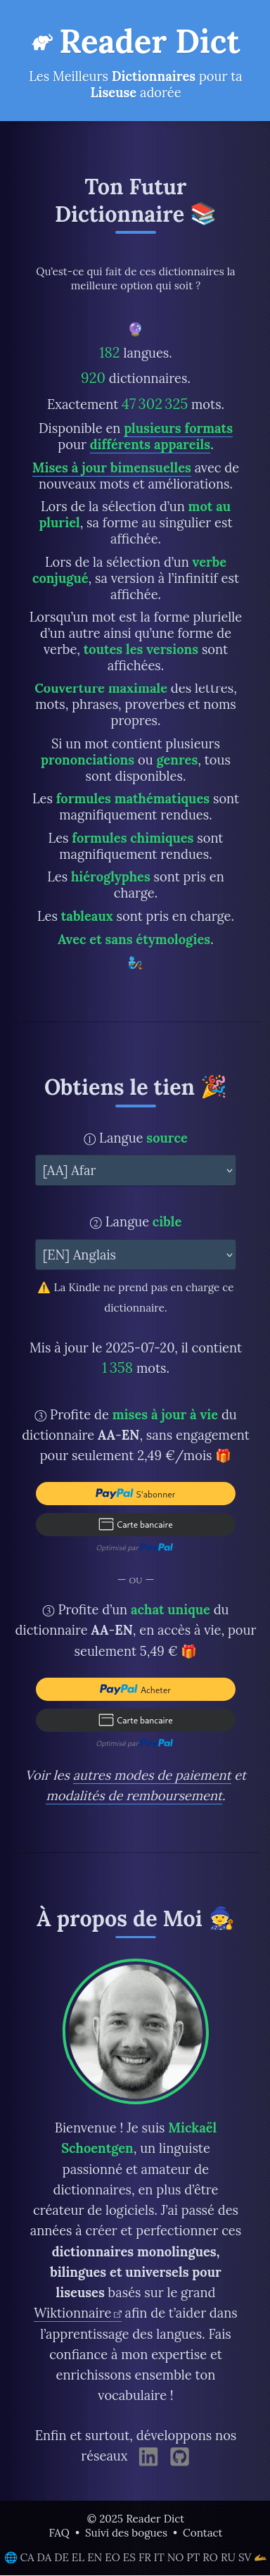 Reader Dict
Les Meilleurs Dictionnaires pour ta
Liseuse adorée
Ton Futur
Dictionnaire 📚
Qu'est-ce qui fait de ces dictionnaires la
meilleure option qui soit ?
🔮
182 langues.
920 dictionnaires.
Exactement 47 302 325 mots.
Disponible en plusieurs formats
pour différents appareils.
Mises à jour bimensuelles avec de
nouveaux mots et améliorations.
Lors de la sélection d'un mot au
pluriel, sa forme au singulier est
affichée.
Lors de la sélection d'un verbe
conjugué, sa version à l'infinitif est
affichée.
Lorsqu'un mot est la forme plurielle
d'un autre ainsi qu'une forme de
verbe, toutes les versions sont
affichées.
Couverture maximale des lettres,
mots, phrases, proverbes et noms
propres.
Si un mot contient plusieurs
prononciations ou genres, tous
sont disponibles.
Les formules mathématiques sont
magnifiquement rendues.
Les formules chimiques sont
magnifiquement rendues.
Les hiéroglyphes sont pris en
charge.
Les tableaux sont pris en charge.
Avec et sans étymologies.
🧞‍♂️
Obtiens le tien 🎉
① Langue source
[AA] Afar
② Langue cible
[EN] Anglais
⚠️ La Kindle ne prend pas en charge ce
dictionnaire.
Mis à jour le 2025-07-20, il contient
1 358 mots.
③ Profite de mises à jour à vie du
dictionnaire AA-EN, sans engagement
pour seulement 2,49 €/mois 🎁
PayPal S'abonner
Carte bancaire
Optimisé par PayPal
— OU —
③ Profite d'un achat unique du
dictionnaire AA-EN, en accès à vie, pour
seulement 5,49 € 🎁
PayPal Acheter
Carte bancaire
Optimisé par PayPal
Voir les autres modes de paiement et
modalités de remboursement.
À propos de Moi 🧙
Bienvenue ! Je suis Mickaël
Schoentgen, un linguiste
passionné et amateur de
dictionnaires, en plus d'être
créateur de logiciels. J'ai passé des
années à créer et perfectionner ces
dictionnaires monolingues,
bilingues et universels pour
liseuses basés sur le grand
Wiktionnaire afin de t'aider dans
l'apprentissage des langues. Fais
confiance à mon expertise et
enrichissons ensemble ton
vocabulaire !
Enfin et surtout, développons nos
réseaux
© 2025 Reader Dict
FAQ • Suivi des bogues • Contact
🌐 CA DA DE EL EN EO ES FR IT NO PT RO RU SV 🫴